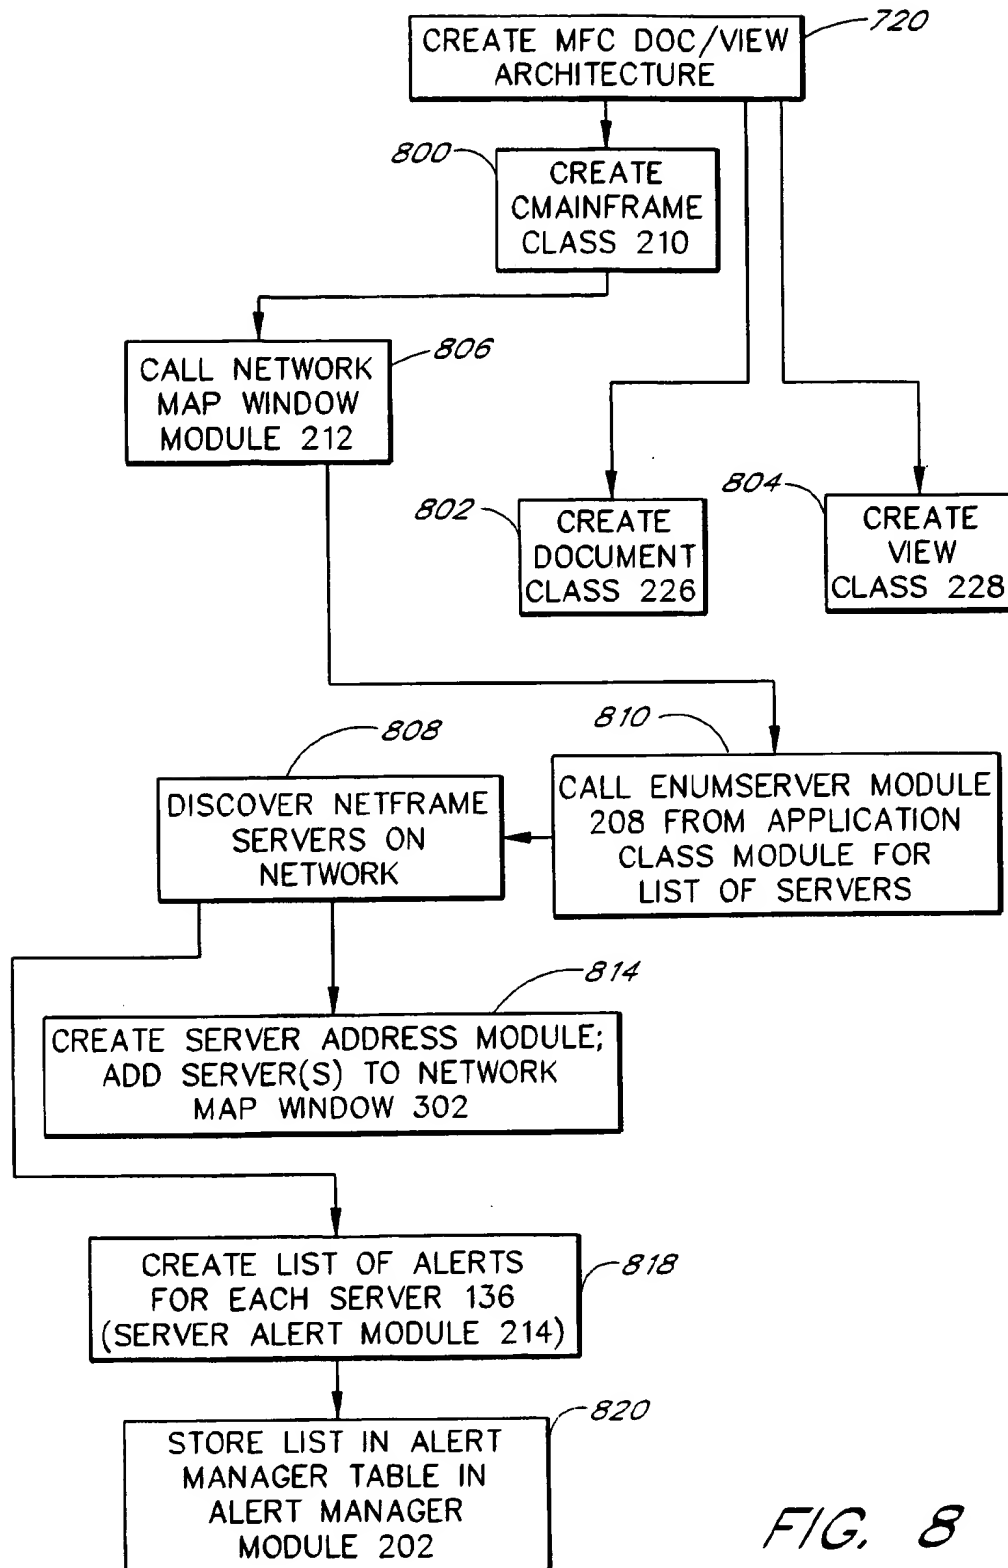 720
CREATE MFC DOC/VIEW
ARCHITECTURE
800
CREATE
CMAINFRAME
CLASS 210
806
CALL NETWORK
MAP WINDOW
MODULE 212
802
CREATE
DOCUMENT
CLASS 226
804
CREATE
VIEW
CLASS 228
810
CALL ENUMSERVER MODULE
208 FROM APPLICATION
CLASS MODULE FOR
LIST OF SERVERS
808
DISCOVER NETFRAME
SERVERS ON
NETWORK
814
CREATE SERVER ADDRESS MODULE;
ADD SERVER(S) TO NETWORK
MAP WINDOW 302
818
CREATE LIST OF ALERTS
FOR EACH SERVER 136
(SERVER ALERT MODULE 214)
820
STORE LIST IN ALERT
MANAGER TABLE IN
ALERT MANAGER
MODULE 202
FIG. 8